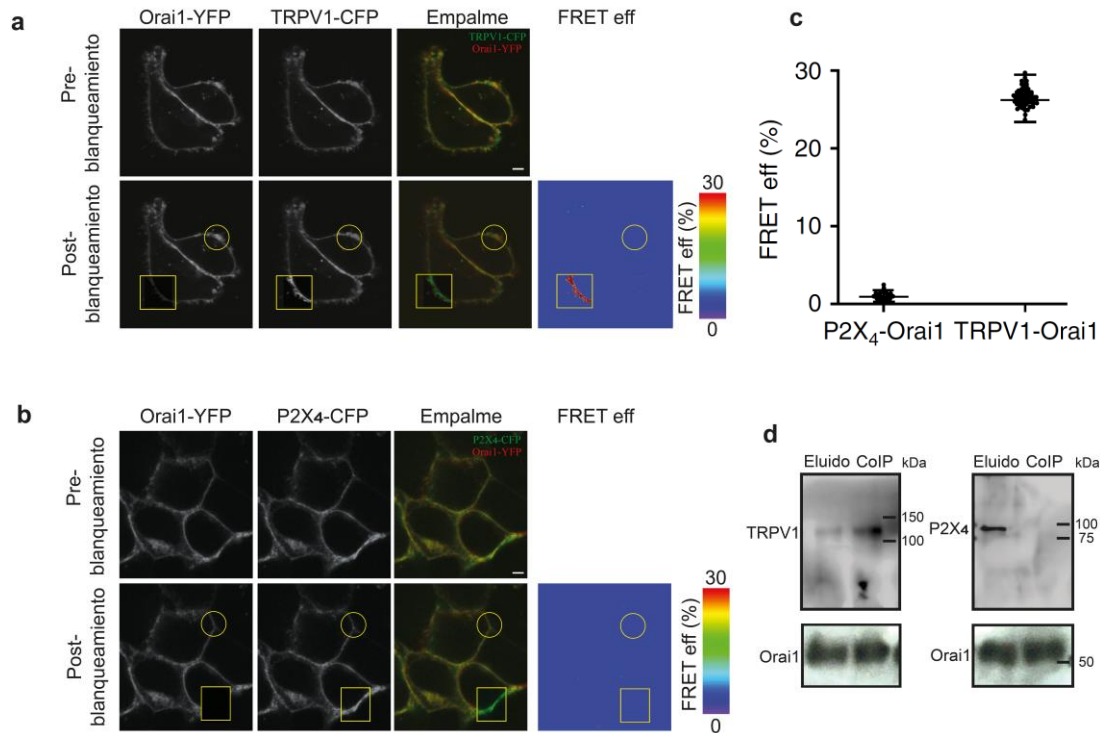 a
Orai1-YFP TRPV1-CFP Empalme FRET eff
TRPV1-CFP
Orai1-YFP
Pre-
blanqueamiento
Post-
blanqueamiento
30
FRET eff (%)
0
b
Orai1-YFP P2X4-CFP Empalme FRET eff
P2X4-CFP
Orai1-YFP
Pre-
blanqueamiento
Post-
blanqueamiento
30
FRET eff (%)
0
c
FRET eff (%)
30
20
10
0
P2X₄-Orai1 TRPV1-Orai1
d
Eluido CoIP kDa
TRPV1
150
100
Orai1
Eluido CoIP kDa
P2X4
100
75
Orai1
50